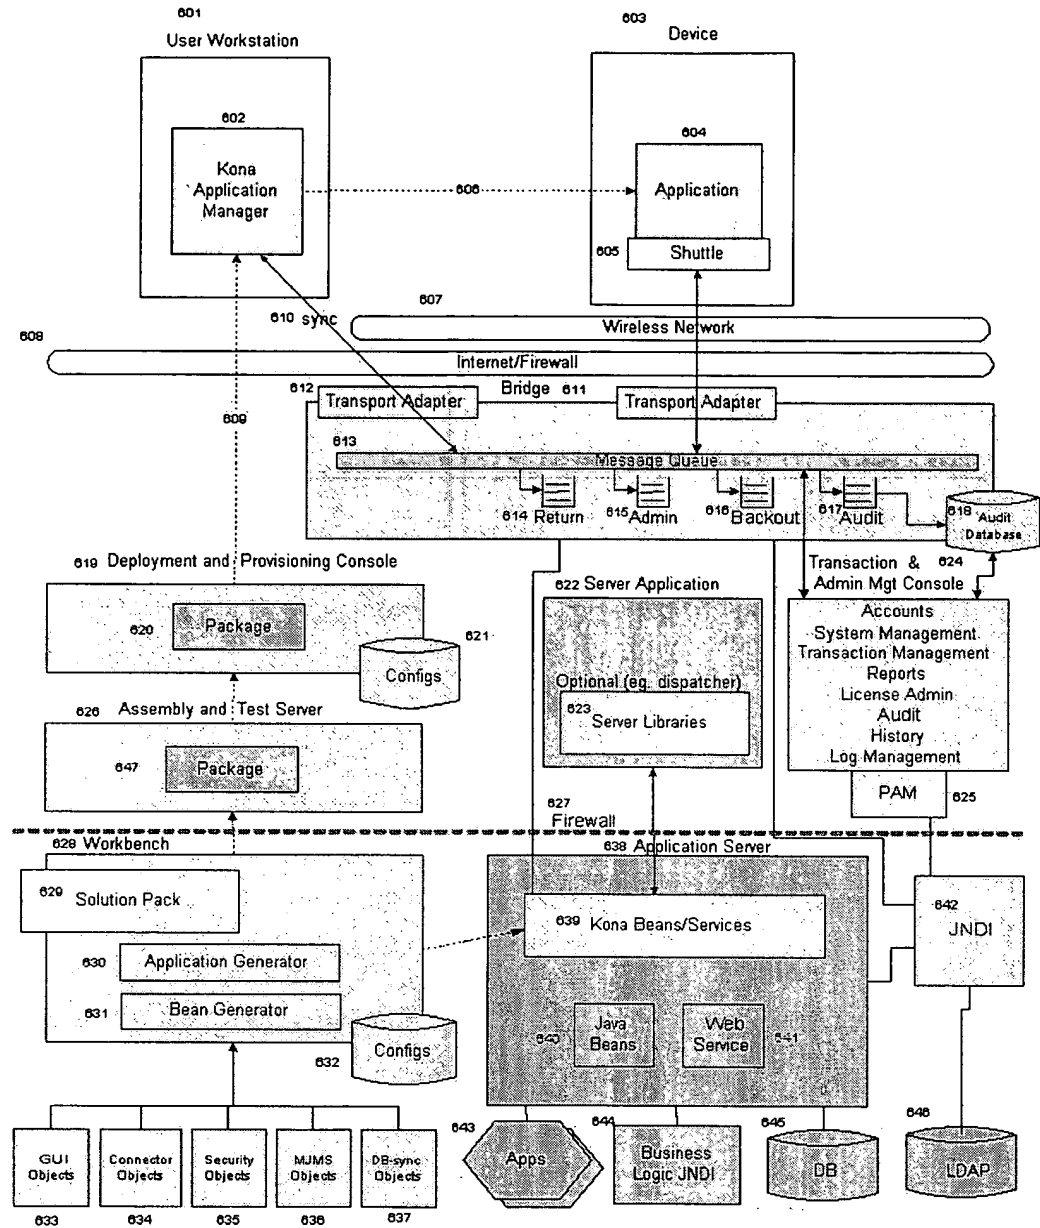 601
User Workstation
603
Device
602
Kona
Application
Manager
604
Application
606
605
Shuttle
607
610 sync
Wireless Network
608
Internet/Firewall
612
Bridge 611
Transport Adapter
Transport Adapter
609
613
Message Queue
614 Return
615 Admin
616 Backout
617 Audit
618
Audit
Database
619 Deployment and Provisioning Console
620
Package
621
Configs
622 Server Application
Transaction & 624
Admin Mgt Console
Accounts
System Management
Transaction Management
Reports
License Admin
Audit
History
Log Management
Optional (eg. dispatcher)
623
Server Libraries
626 Assembly and Test Server
647
Package
PAM
625
627
Firewall
628 Workbench
638 Application Server
629
Solution Pack
639
Kona Beans/Services
642
JNDI
630
Application Generator
631
Bean Generator
632
Configs
640
Java
Beans
Web
Service
641
643
Apps
644
Business
Logic JNDI
645
DB
646
LDAP
GUI
Objects
Connector
Objects
Security
Objects
MJMS
Objects
DB-sync
Objects
633
634
635
636
637